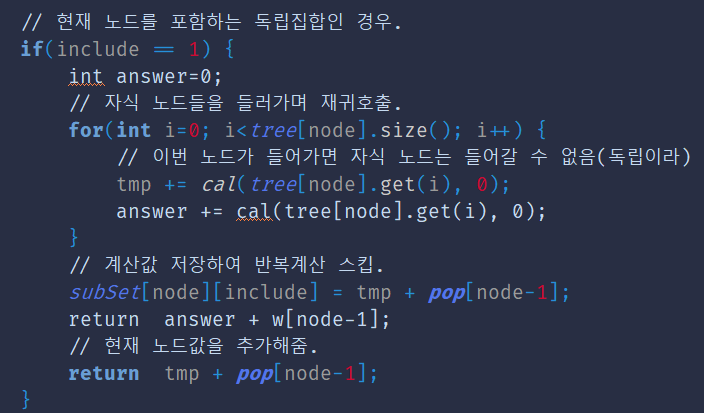 // 현재 노드를 포함하는 독립집합인 경우.
if(include == 1) {
int answer=0;
// 자식 노드들을 들러가며 재귀호출.
for(int i=0; i<tree[node].size(); i++) {
// 이번 노드가 들어가면 자식 노드는 들어갈 수 없음(독립이라)
tmp += cal(tree[node].get(i), 0);
answer += cal(tree[node].get(i), 0);
}
// 계산값 저장하여 반복계산 스킵.
subSet[node][include] = tmp + pop[node-1];
return  answer + w[node-1];
// 현재 노드값을 추가해줌.
return  tmp + pop[node-1];
}